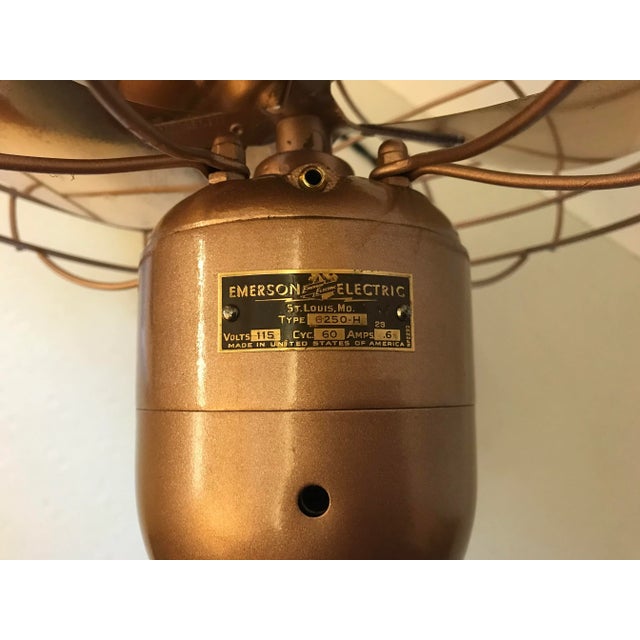 EMERSON ELECTRIC
ST. LOUIS, MO.
TYPE 6250-H 29
VOLTS 115 CYC. 60 AMPS .6
MADE IN UNITED STATES OF AMERICA